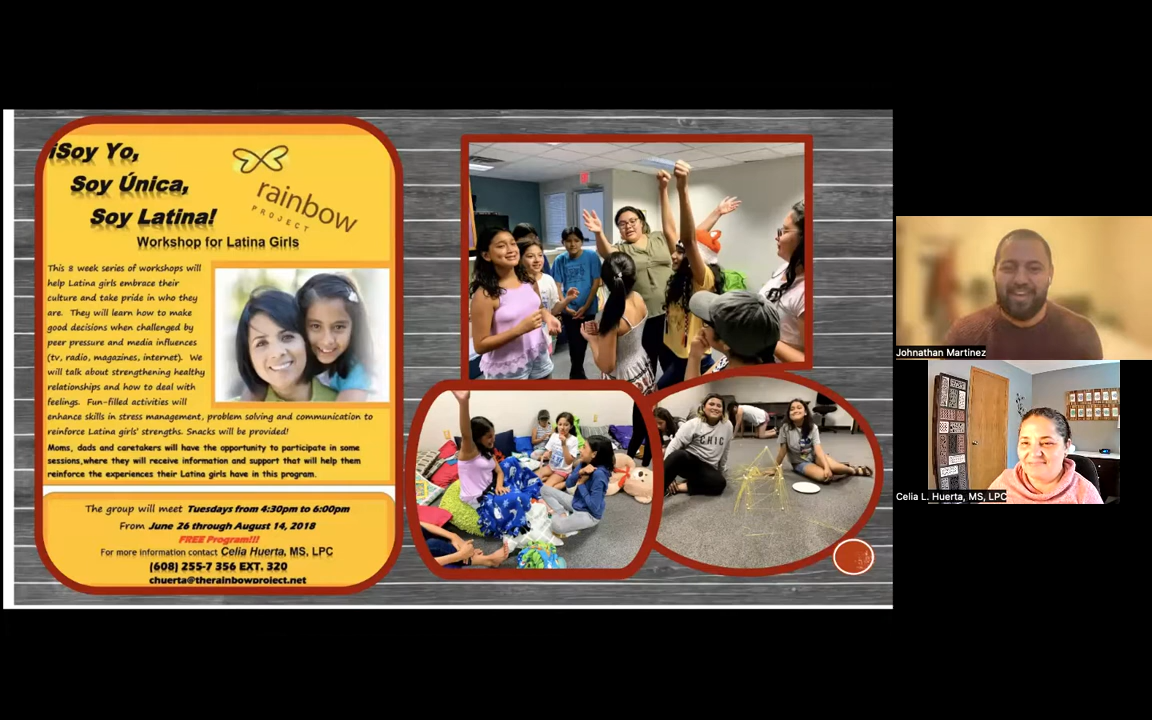 ¡Soy Yo,
Soy Única,
Soy Latina!
rainbow
PROJECT
Workshop for Latina Girls
This 8 week series of workshops will
help Latina girls embrace their
culture and take pride in who they
are. They will learn how to make
good decisions when challenged by
peer pressure and media influences
(tv, radio, magazines, internet). We
will talk about strengthening healthy
relationships and how to deal with
feelings. Fun-filled activities will
enhance skills in stress management, problem solving and communication to
reinforce Latina girls' strengths. Snacks will be provided!
Moms, dads and caretakers will have the opportunity to participate in some
sessions,where they will receive information and support that will help them
reinforce the experiences their Latina girls have in this program.
The group will meet Tuesdays from 4:30pm to 6:00pm
From June 26 through August 14, 2018
FREE Program!!!
For more information contact Celia Huerta, MS, LPC
(608) 255-7 356 EXT. 320
chuerta@therainbowproject.net
CHIC
Johnathan Martinez
Celia L. Huerta, MS, LPC